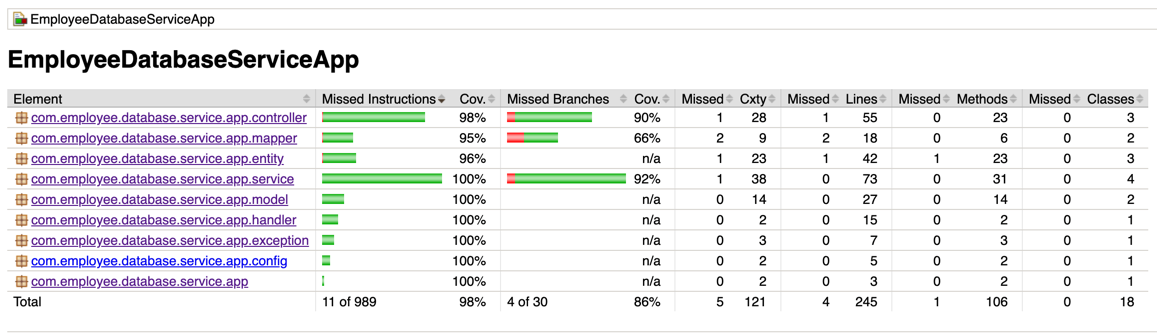 EmployeeDatabaseServiceApp
EmployeeDatabaseServiceApp
Element Missed Instructions Cov. Missed Branches Cov. Missed Cxty Missed Lines Missed Methods Missed Classes
com.employee.database.service.app.controller 98% 90% 1 28 1 55 0 23 0 3
com.employee.database.service.app.mapper 95% 66% 2 9 2 18 0 6 0 2
com.employee.database.service.app.entity 96% n/a 1 23 1 42 1 23 0 3
com.employee.database.service.app.service 100% 92% 1 38 0 73 0 31 0 4
com.employee.database.service.app.model 100% n/a 0 14 0 27 0 14 0 2
com.employee.database.service.app.handler 100% n/a 0 2 0 15 0 2 0 1
com.employee.database.service.app.exception 100% n/a 0 3 0 7 0 3 0 1
com.employee.database.service.app.config 100% n/a 0 2 0 5 0 2 0 1
com.employee.database.service.app 100% n/a 0 2 0 3 0 2 0 1
Total 11 of 989 98% 4 of 30 86% 5 121 4 245 1 106 0 18